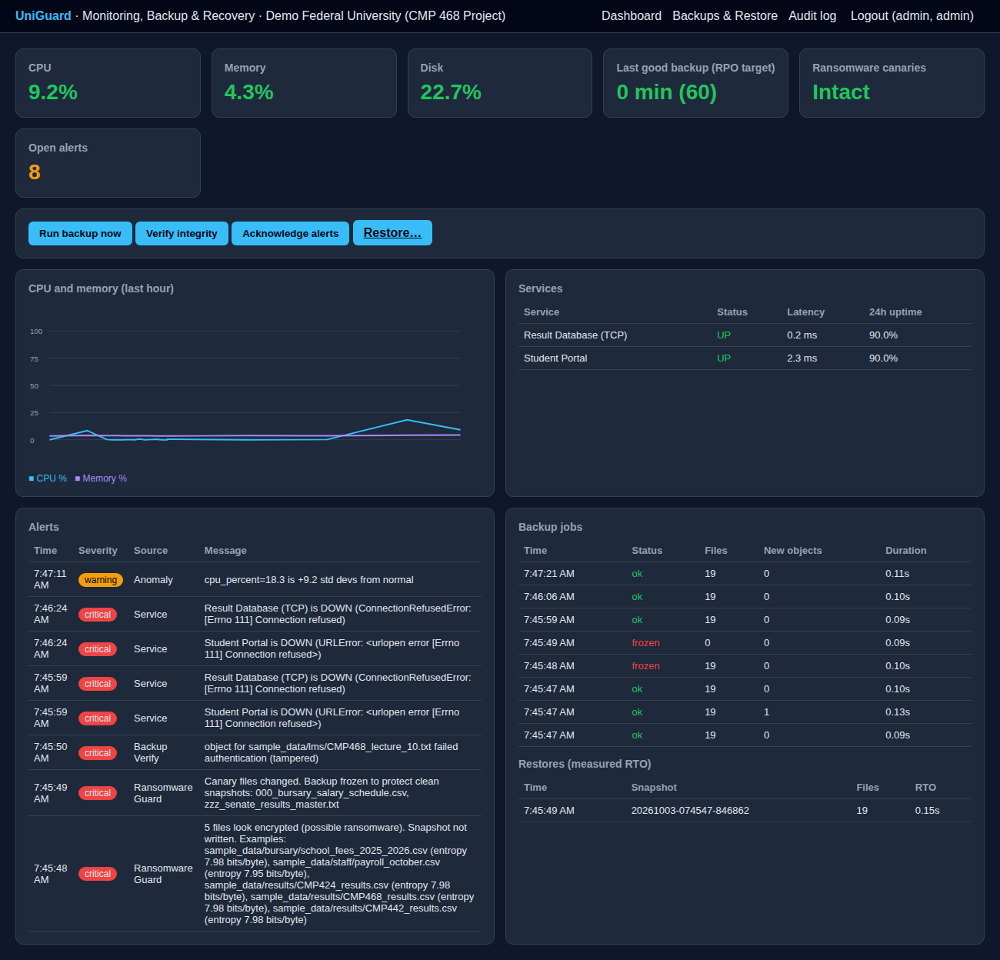 UniGuard · Monitoring, Backup & Recovery · Demo Federal University (CMP 468 Project)
Dashboard Backups & Restore Audit log Logout (admin, admin)
CPU
9.2%
Memory
4.3%
Disk
22.7%
Last good backup (RPO target)
0 min (60)
Ransomware canaries
Intact
Open alerts
8
Run backup now Verify integrity Acknowledge alerts Restore…
CPU and memory (last hour)
100
75
50
25
0
■ CPU % ■ Memory %
Services
Service Status Latency 24h uptime
Result Database (TCP) UP 0.2 ms 90.0%
Student Portal UP 2.3 ms 90.0%
Alerts
Time Severity Source Message
7:47:11 AM warning Anomaly cpu_percent=18.3 is +9.2 std devs from normal
7:46:24 AM critical Service Result Database (TCP) is DOWN (ConnectionRefusedError:
[Errno 111] Connection refused)
7:46:24 AM critical Service Student Portal is DOWN (URLError: <urlopen error [Errno
111] Connection refused>)
7:45:59 AM critical Service Result Database (TCP) is DOWN (ConnectionRefusedError:
[Errno 111] Connection refused)
7:45:59 AM critical Service Student Portal is DOWN (URLError: <urlopen error [Errno
111] Connection refused>)
7:45:50 AM critical Backup Verify object for sample_data/lms/CMP468_lecture_10.txt failed
authentication (tampered)
7:45:49 AM critical Ransomware Guard Canary files changed. Backup frozen to protect clean
snapshots: 000_bursary_salary_schedule.csv,
zzz_senate_results_master.txt
7:45:48 AM critical Ransomware Guard 5 files look encrypted (possible ransomware). Snapshot not
written. Examples:
sample_data/bursary/school_fees_2025_2026.csv (entropy
7.98 bits/byte), sample_data/staff/payroll_october.csv
(entropy 7.95 bits/byte),
sample_data/results/CMP424_results.csv (entropy 7.98
bits/byte), sample_data/results/CMP468_results.csv (entropy
7.98 bits/byte), sample_data/results/CMP442_results.csv
(entropy 7.98 bits/byte)
Backup jobs
Time Status Files New objects Duration
7:47:21 AM ok 19 0 0.11s
7:46:06 AM ok 19 0 0.10s
7:45:59 AM ok 19 0 0.09s
7:45:49 AM frozen 0 0 0.09s
7:45:48 AM frozen 19 0 0.10s
7:45:47 AM ok 19 0 0.10s
7:45:47 AM ok 19 1 0.13s
7:45:47 AM ok 19 0 0.09s
Restores (measured RTO)
Time Snapshot Files RTO
7:45:49 AM 20261003-074547-846862 19 0.15s